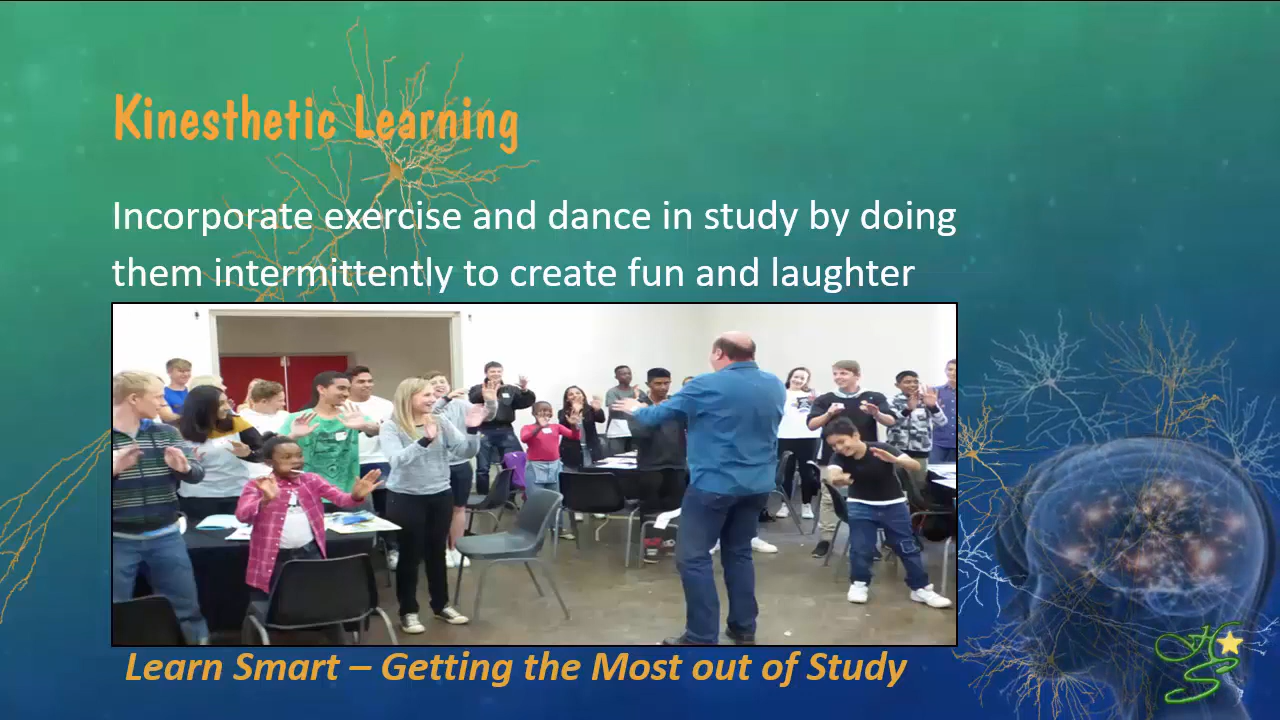 Kinesthetic Learning
Incorporate exercise and dance in study by doing
them intermittently to create fun and laughter
Learn Smart – Getting the Most out of Study
HS